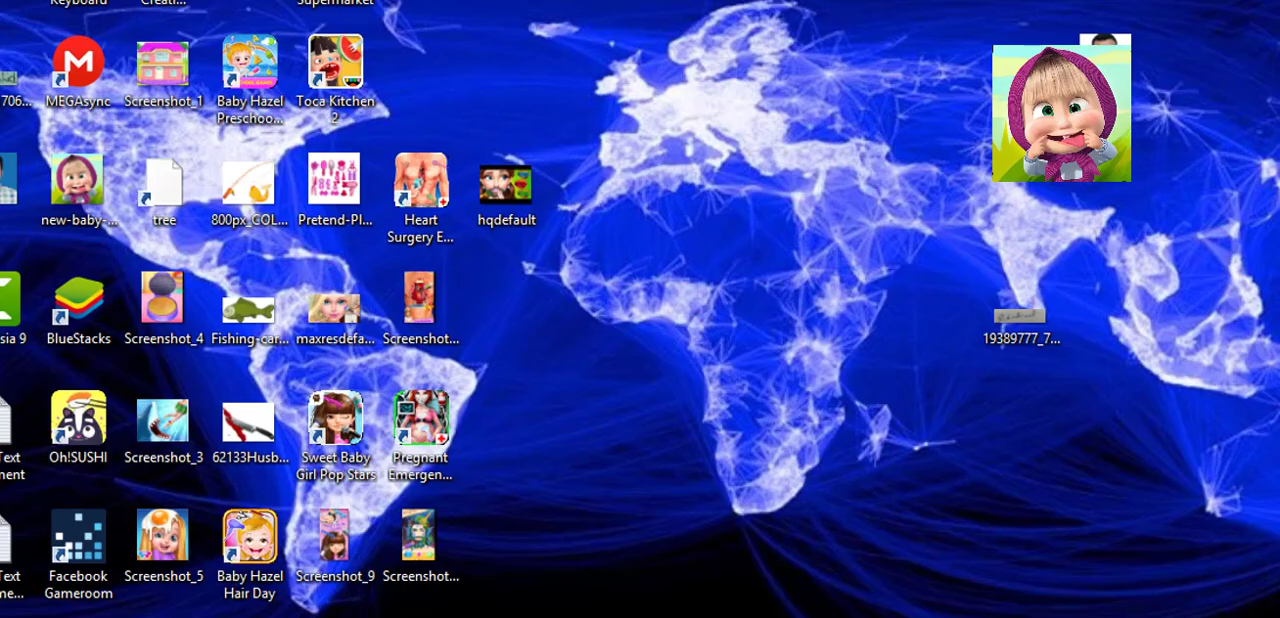 Keyboard
Creati...
Supermarket
706...
MEGAsync
Screenshot_1
Baby Hazel
Preschoo...
Toca Kitchen
2
new-baby-...
tree
800px_COL...
Pretend-Pl...
Heart
Surgery E...
hqdefault
sia 9
BlueStacks
Screenshot_4
Fishing-car...
maxresdefa...
Screenshot...
19389777_7...
Text
ment
Oh!SUSHI
Screenshot_3
62133Husb...
Sweet Baby
Girl Pop Stars
Pregnant
Emergen...
Text
me...
Facebook
Gameroom
Screenshot_5
Baby Hazel
Hair Day
Screenshot_9
Screenshot...